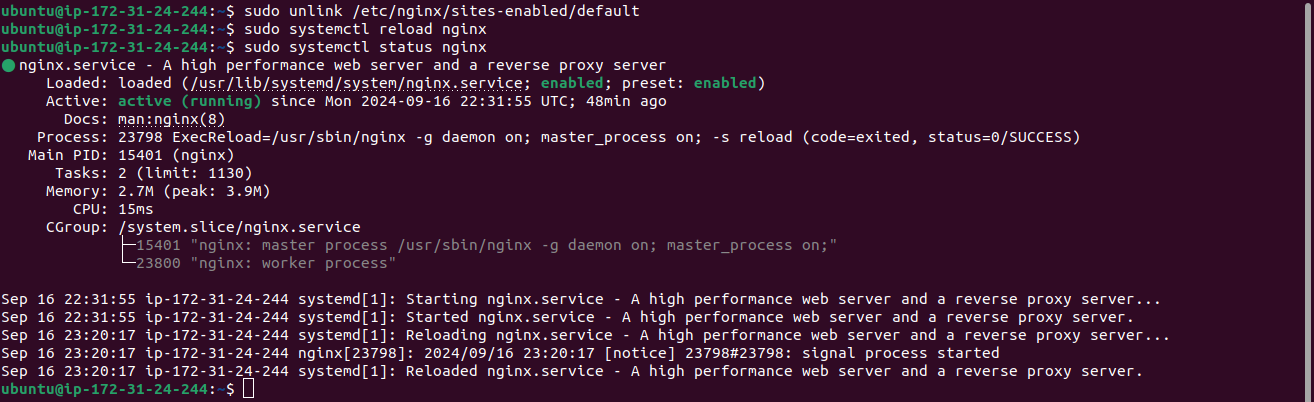 ubuntu@ip-172-31-24-244:~$ sudo unlink /etc/nginx/sites-enabled/default
ubuntu@ip-172-31-24-244:~$ sudo systemctl reload nginx
ubuntu@ip-172-31-24-244:~$ sudo systemctl status nginx
● nginx.service - A high performance web server and a reverse proxy server
     Loaded: loaded (/usr/lib/systemd/system/nginx.service; enabled; preset: enabled)
     Active: active (running) since Mon 2024-09-16 22:31:55 UTC; 48min ago
       Docs: man:nginx(8)
    Process: 23798 ExecReload=/usr/sbin/nginx -g daemon on; master_process on; -s reload (code=exited, status=0/SUCCESS)
   Main PID: 15401 (nginx)
      Tasks: 2 (limit: 1130)
     Memory: 2.7M (peak: 3.9M)
        CPU: 15ms
     CGroup: /system.slice/nginx.service
             ├─15401 "nginx: master process /usr/sbin/nginx -g daemon on; master_process on;"
             └─23800 "nginx: worker process"

Sep 16 22:31:55 ip-172-31-24-244 systemd[1]: Starting nginx.service - A high performance web server and a reverse proxy server...
Sep 16 22:31:55 ip-172-31-24-244 systemd[1]: Started nginx.service - A high performance web server and a reverse proxy server.
Sep 16 23:20:17 ip-172-31-24-244 systemd[1]: Reloading nginx.service - A high performance web server and a reverse proxy server...
Sep 16 23:20:17 ip-172-31-24-244 nginx[23798]: 2024/09/16 23:20:17 [notice] 23798#23798: signal process started
Sep 16 23:20:17 ip-172-31-24-244 systemd[1]: Reloaded nginx.service - A high performance web server and a reverse proxy server.
ubuntu@ip-172-31-24-244:~$